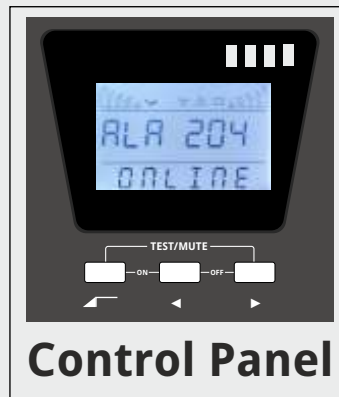 ALA 204
ONLINE
TEST/MUTE
ON OFF
Control Panel